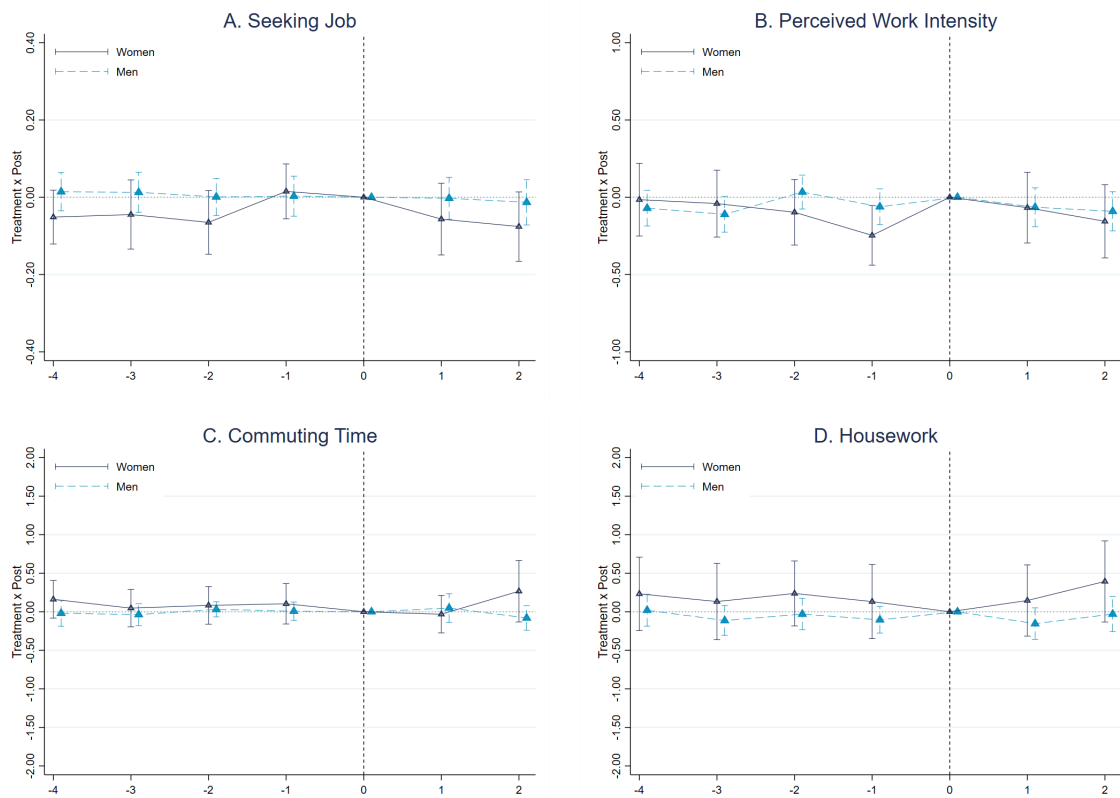 A. Seeking Job
Women
Men
Treatment x Post
0.40
0.20
0.00
-0.20
-0.40
-4 -3 -2 -1 0 1 2
B. Perceived Work Intensity
Women
Men
Treatment x Post
1.00
0.50
0.00
-0.50
-1.00
-4 -3 -2 -1 0 1 2
C. Commuting Time
Women
Men
Treatment x Post
2.00
1.50
1.00
0.50
0.00
-0.50
-1.00
-1.50
-2.00
-4 -3 -2 -1 0 1 2
D. Housework
Women
Men
Treatment x Post
2.00
1.50
1.00
0.50
0.00
-0.50
-1.00
-1.50
-2.00
-4 -3 -2 -1 0 1 2